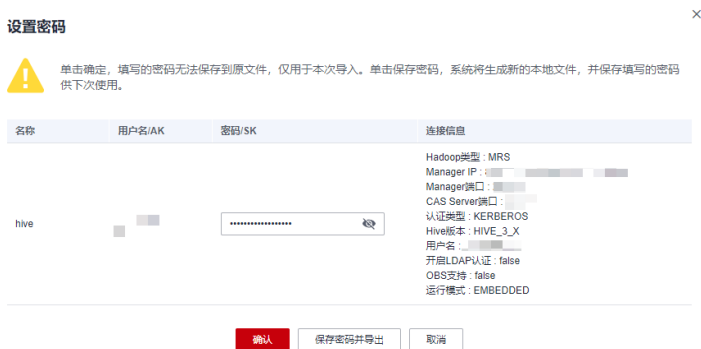 设置密码
单击确定，填写的密码无法保存到原文件，仅用于本次导入。单击保存密码，系统将生成新的本地文件，并保存填写的密码
供下次使用。
名称 用户名/AK 密码/SK 连接信息
hive
Hadoop类型 : MRS
Manager IP :
Manager端口 :
CAS Server端口 :
认证类型 : KERBEROS
Hive版本 : HIVE_3_X
用户名 :
开启LDAP认证 : false
OBS支持 : false
运行模式 : EMBEDDED
确认 保存密码并导出 取消